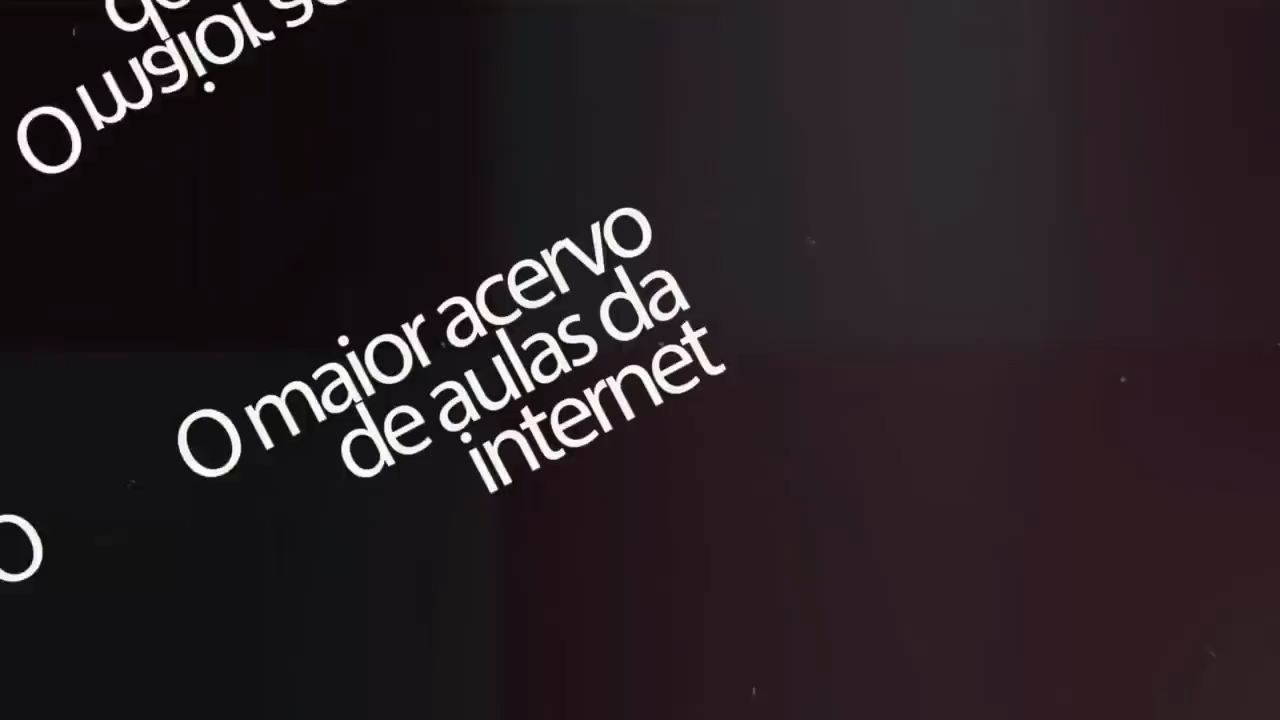 O maior
O maior acervo
de aulas da
internet
O